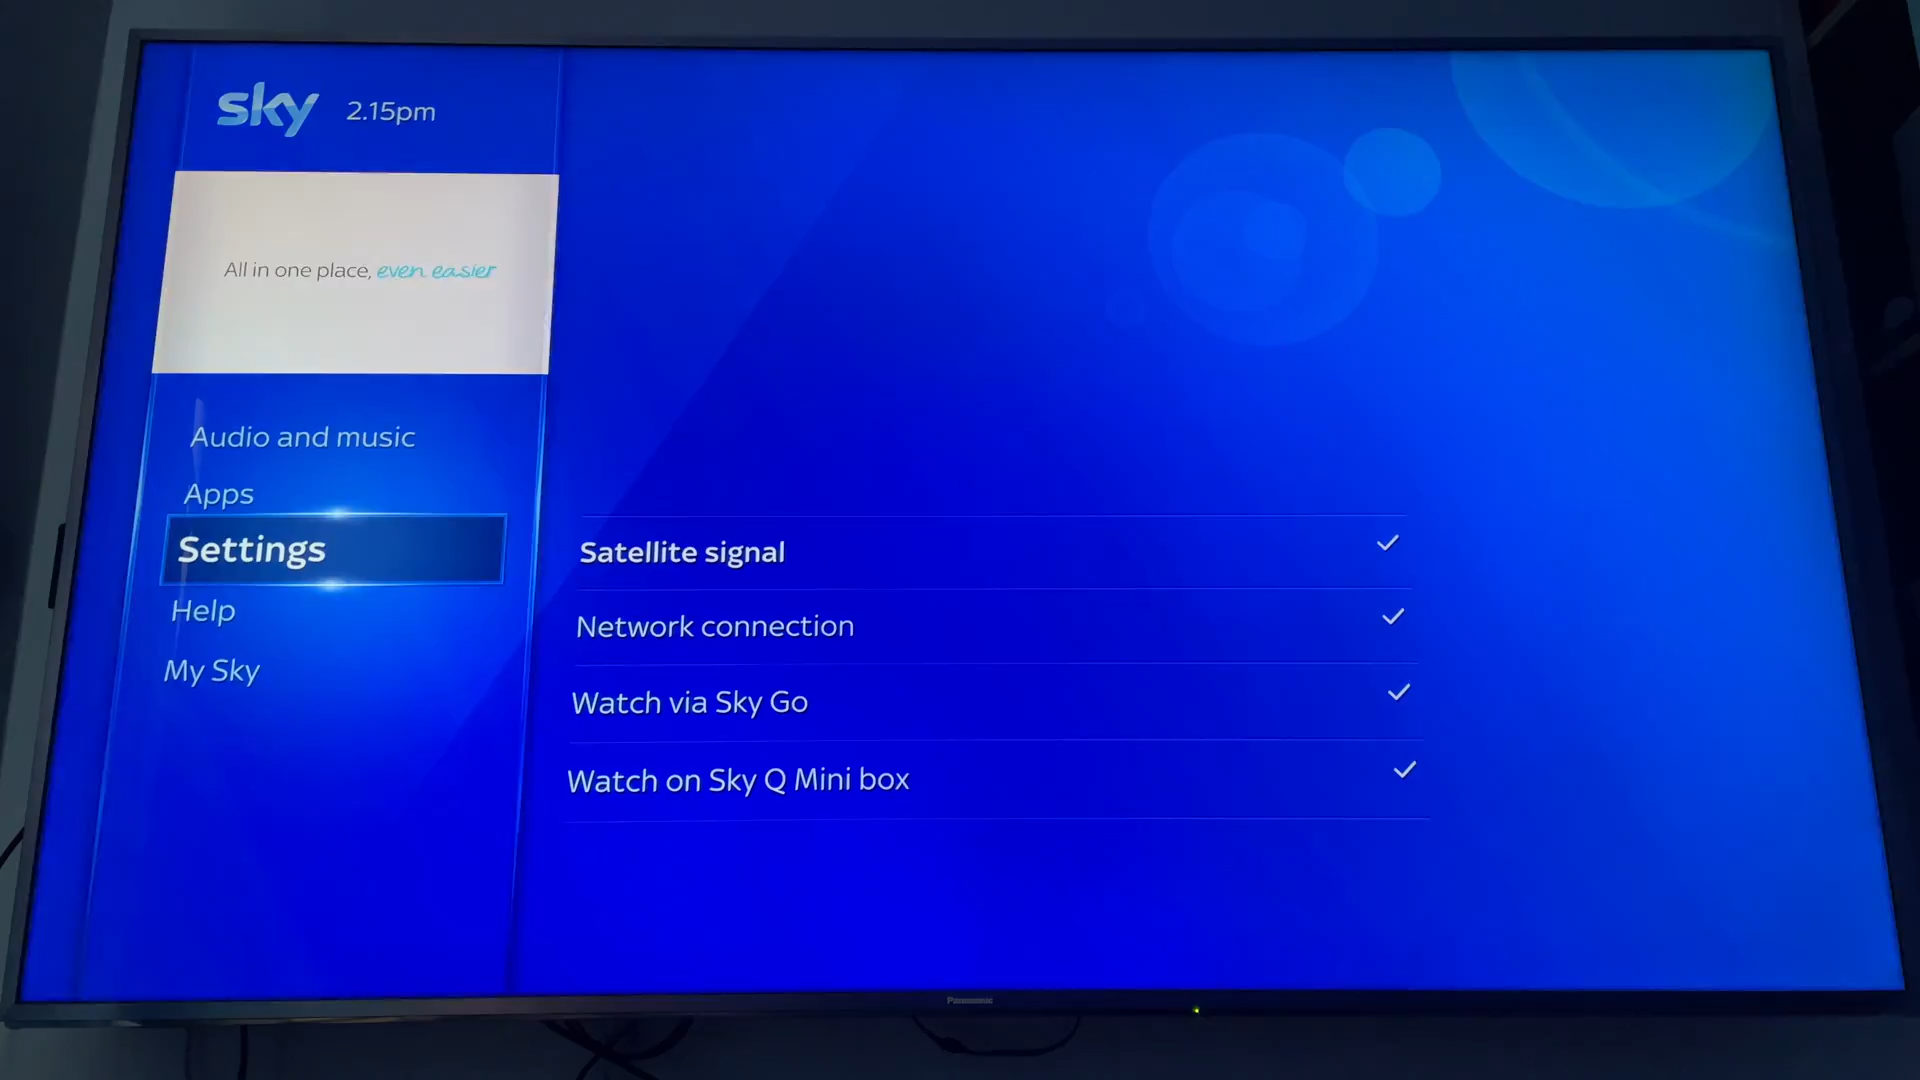 sky 2.15pm
All in one place, even easier
Audio and music
Apps
Settings
Help
My Sky
Satellite signal
Network connection
Watch via Sky Go
Watch on Sky Q Mini box
Panasonic